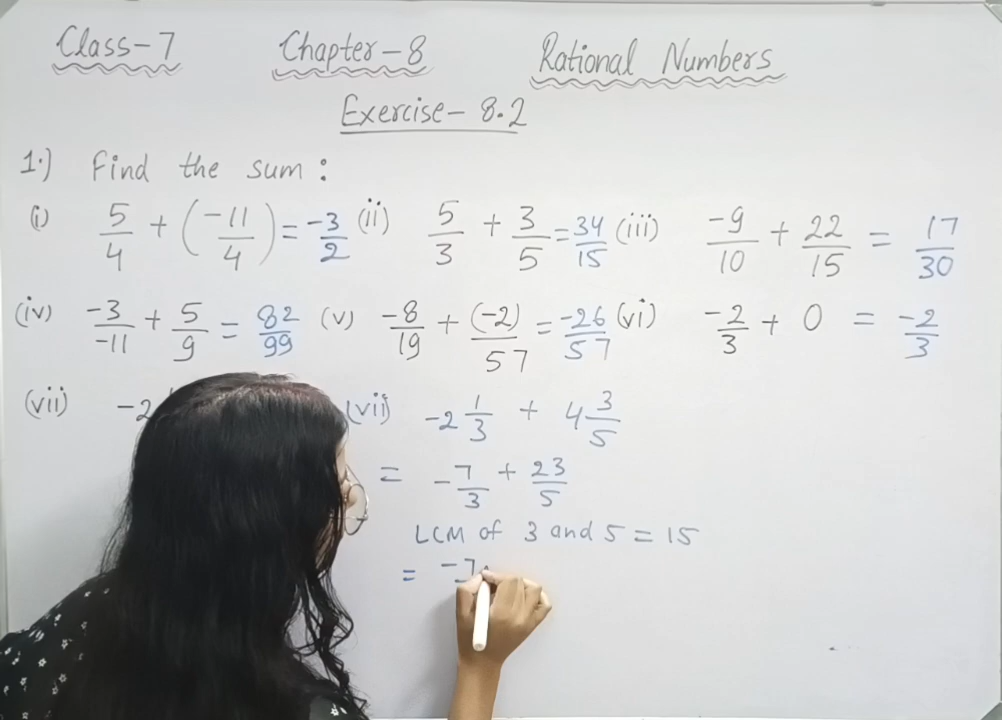 Class-7 Chapter-8 Rational Numbers
Exercise-8.2
1.) Find the sum:
(i) 5/4 + (-11/4) = -3/2 (ii) 5/3 + 3/5 = 34/15 (iii) -9/10 + 22/15 = 17/30
(iv) -3/-11 + 5/9 = 82/99 (v) -8/19 + (-2)/57 = -26/57 (vi) -2/3 + 0 = -2/3
(vii) -2 (vii) -2 1/3 + 4 3/5
= -7/3 + 23/5
LCM of 3 and 5 = 15
= -7